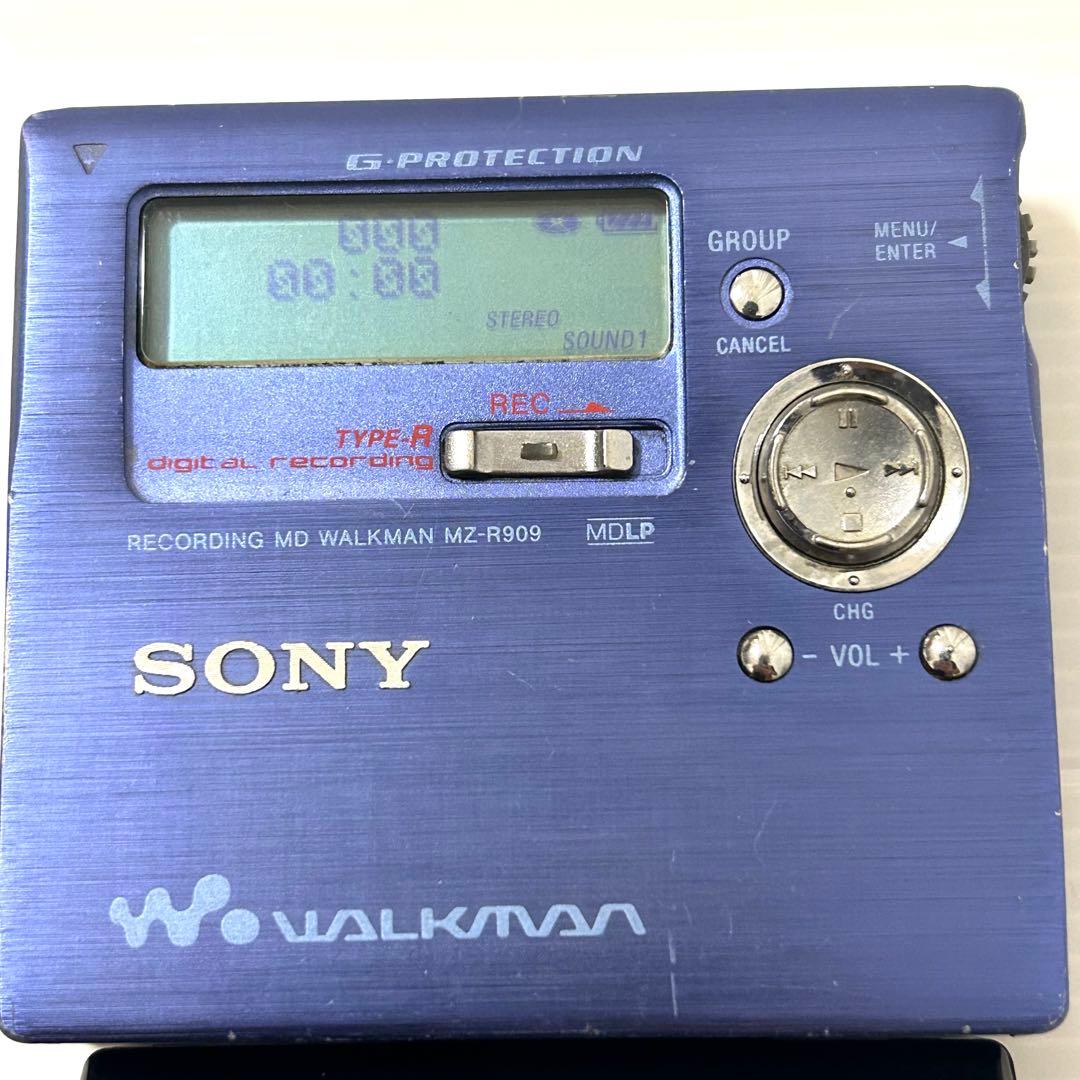 G-PROTECTION
000
00:00
STEREO
SOUND1
GROUP
CANCEL
MENU/
ENTER
REC
TYPE-R
digital recording
RECORDING MD WALKMAN MZ-R909
MDLP
CHG
- VOL +
SONY
WALKMAN